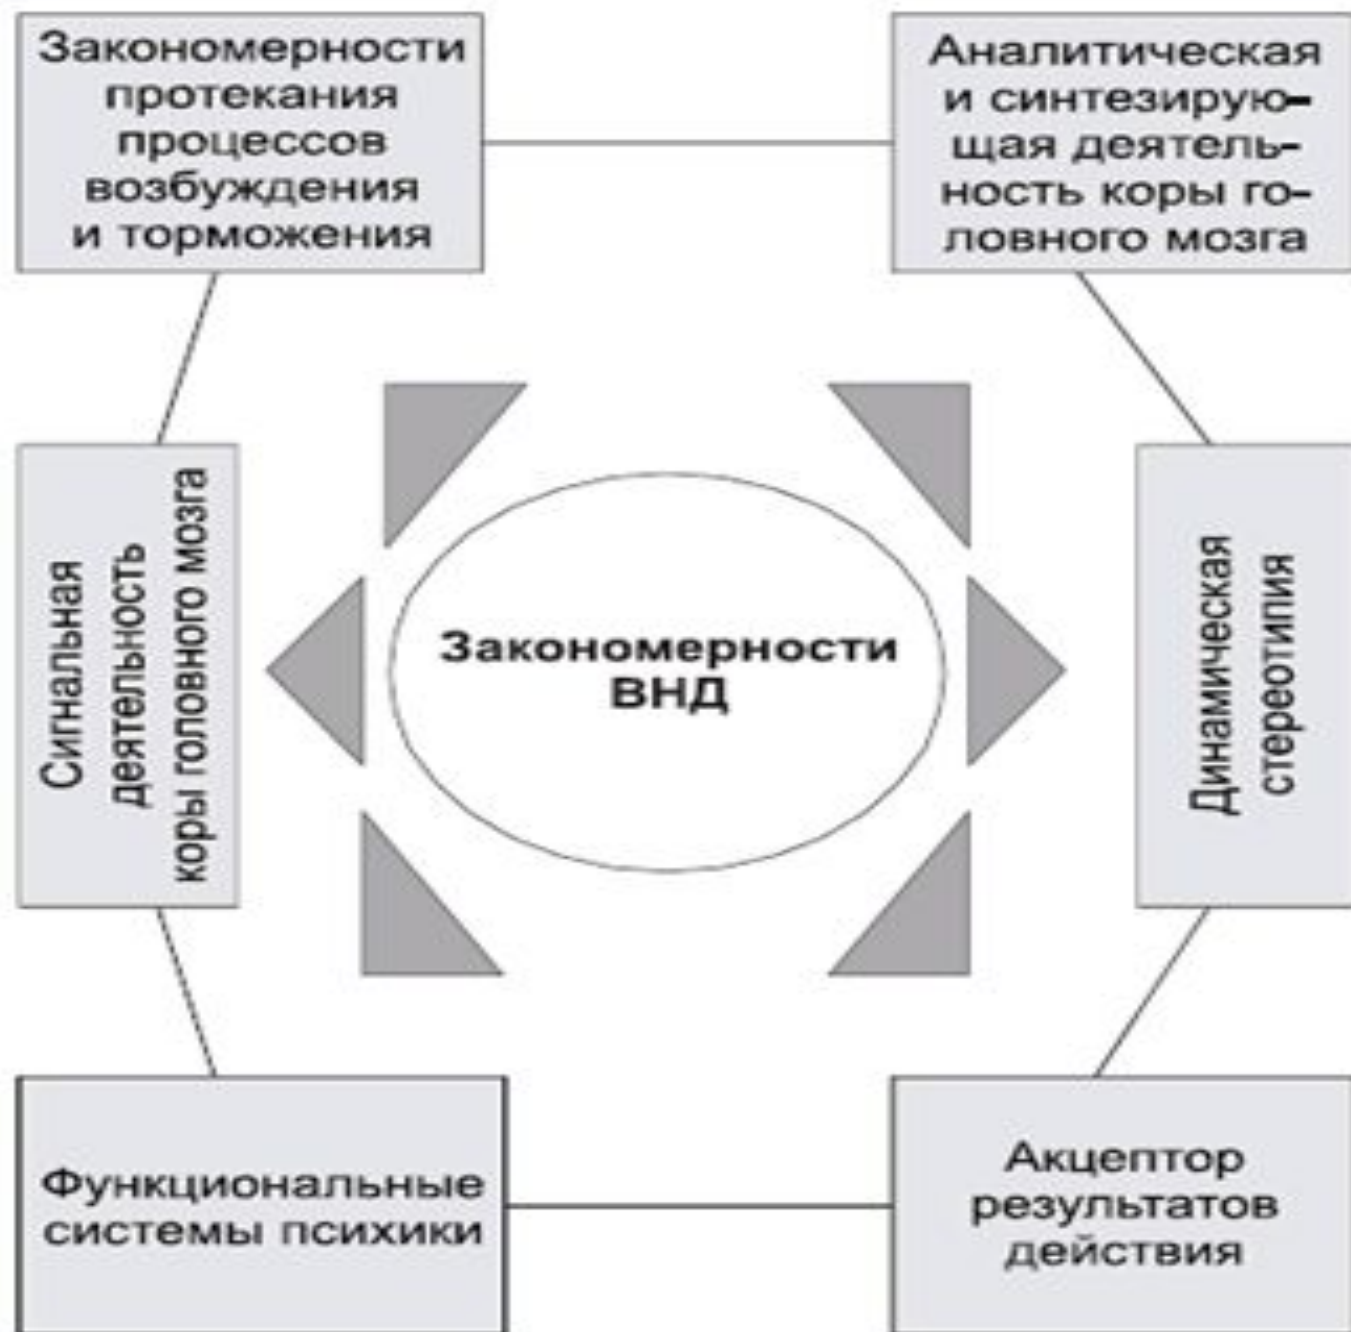 Закономерности
протекания
процессов
возбуждения
и торможения
Аналитическая
и синтезирую-
щая деятель-
ность коры го-
ловного мозга
Сигнальная
деятельность
коры головного мозга
Закономерности
ВНД
Динамическая
стереотипия
Функциональные
системы психики
Акцептор
результатов
действия